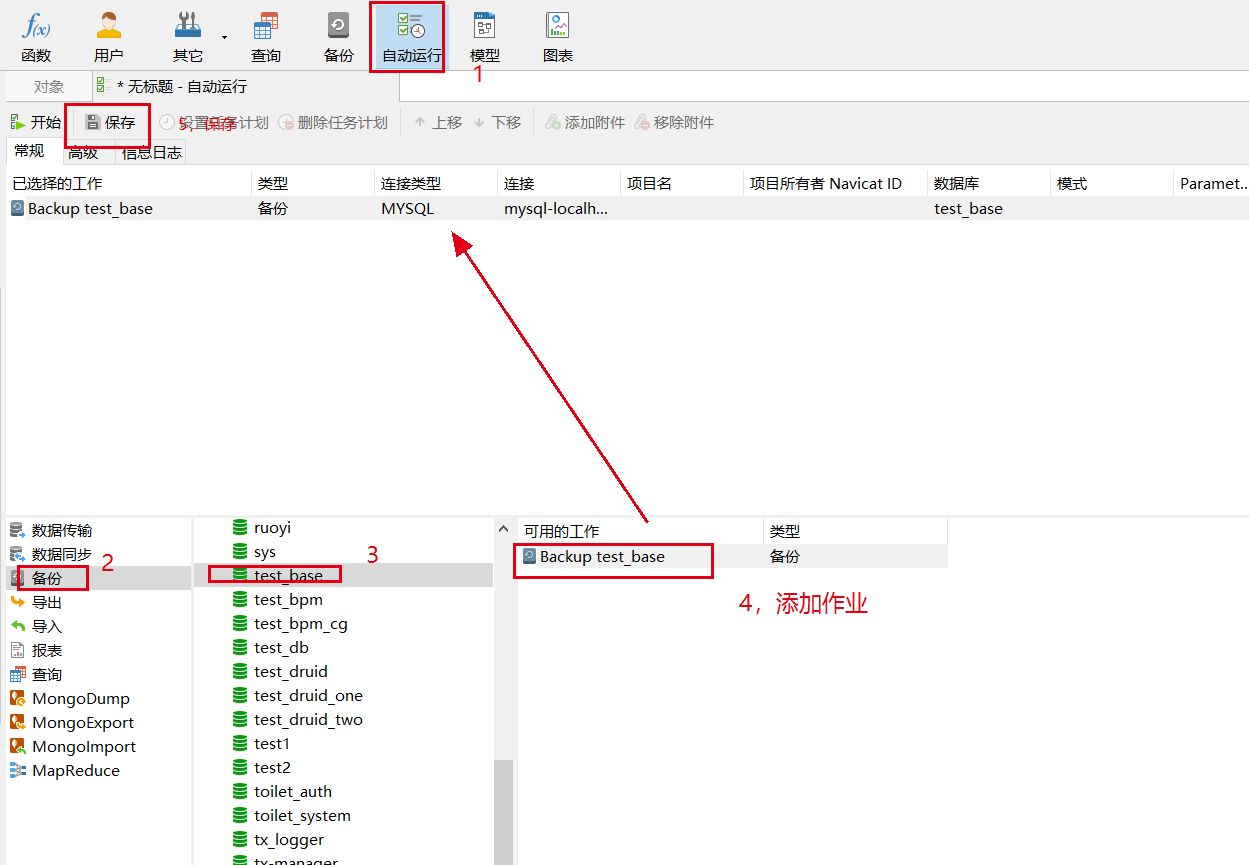 函数 用户 其它 查询 备份 自动运行 模型 图表
1
对象 * 无标题 - 自动运行
开始 保存 设置任务计划 删除任务计划 上移 下移 添加附件 移除附件
5，保存
常规 高级 信息日志
已选择的工作 类型 连接类型 连接 项目名 项目所有者 Navicat ID 数据库 模式 Paramet...
Backup test_base 备份 MYSQL mysql-localh... test_base
数据传输
数据同步
备份
导出
导入
报表
查询
MongoDump
MongoExport
MongoImport
MapReduce
2
ruoyi
sys
test_base
test_bpm
test_bpm_cg
test_db
test_druid
test_druid_one
test_druid_two
test1
test2
toilet_auth
toilet_system
tx_logger
tx-manager
3
可用的工作 类型
Backup test_base 备份
4，添加作业